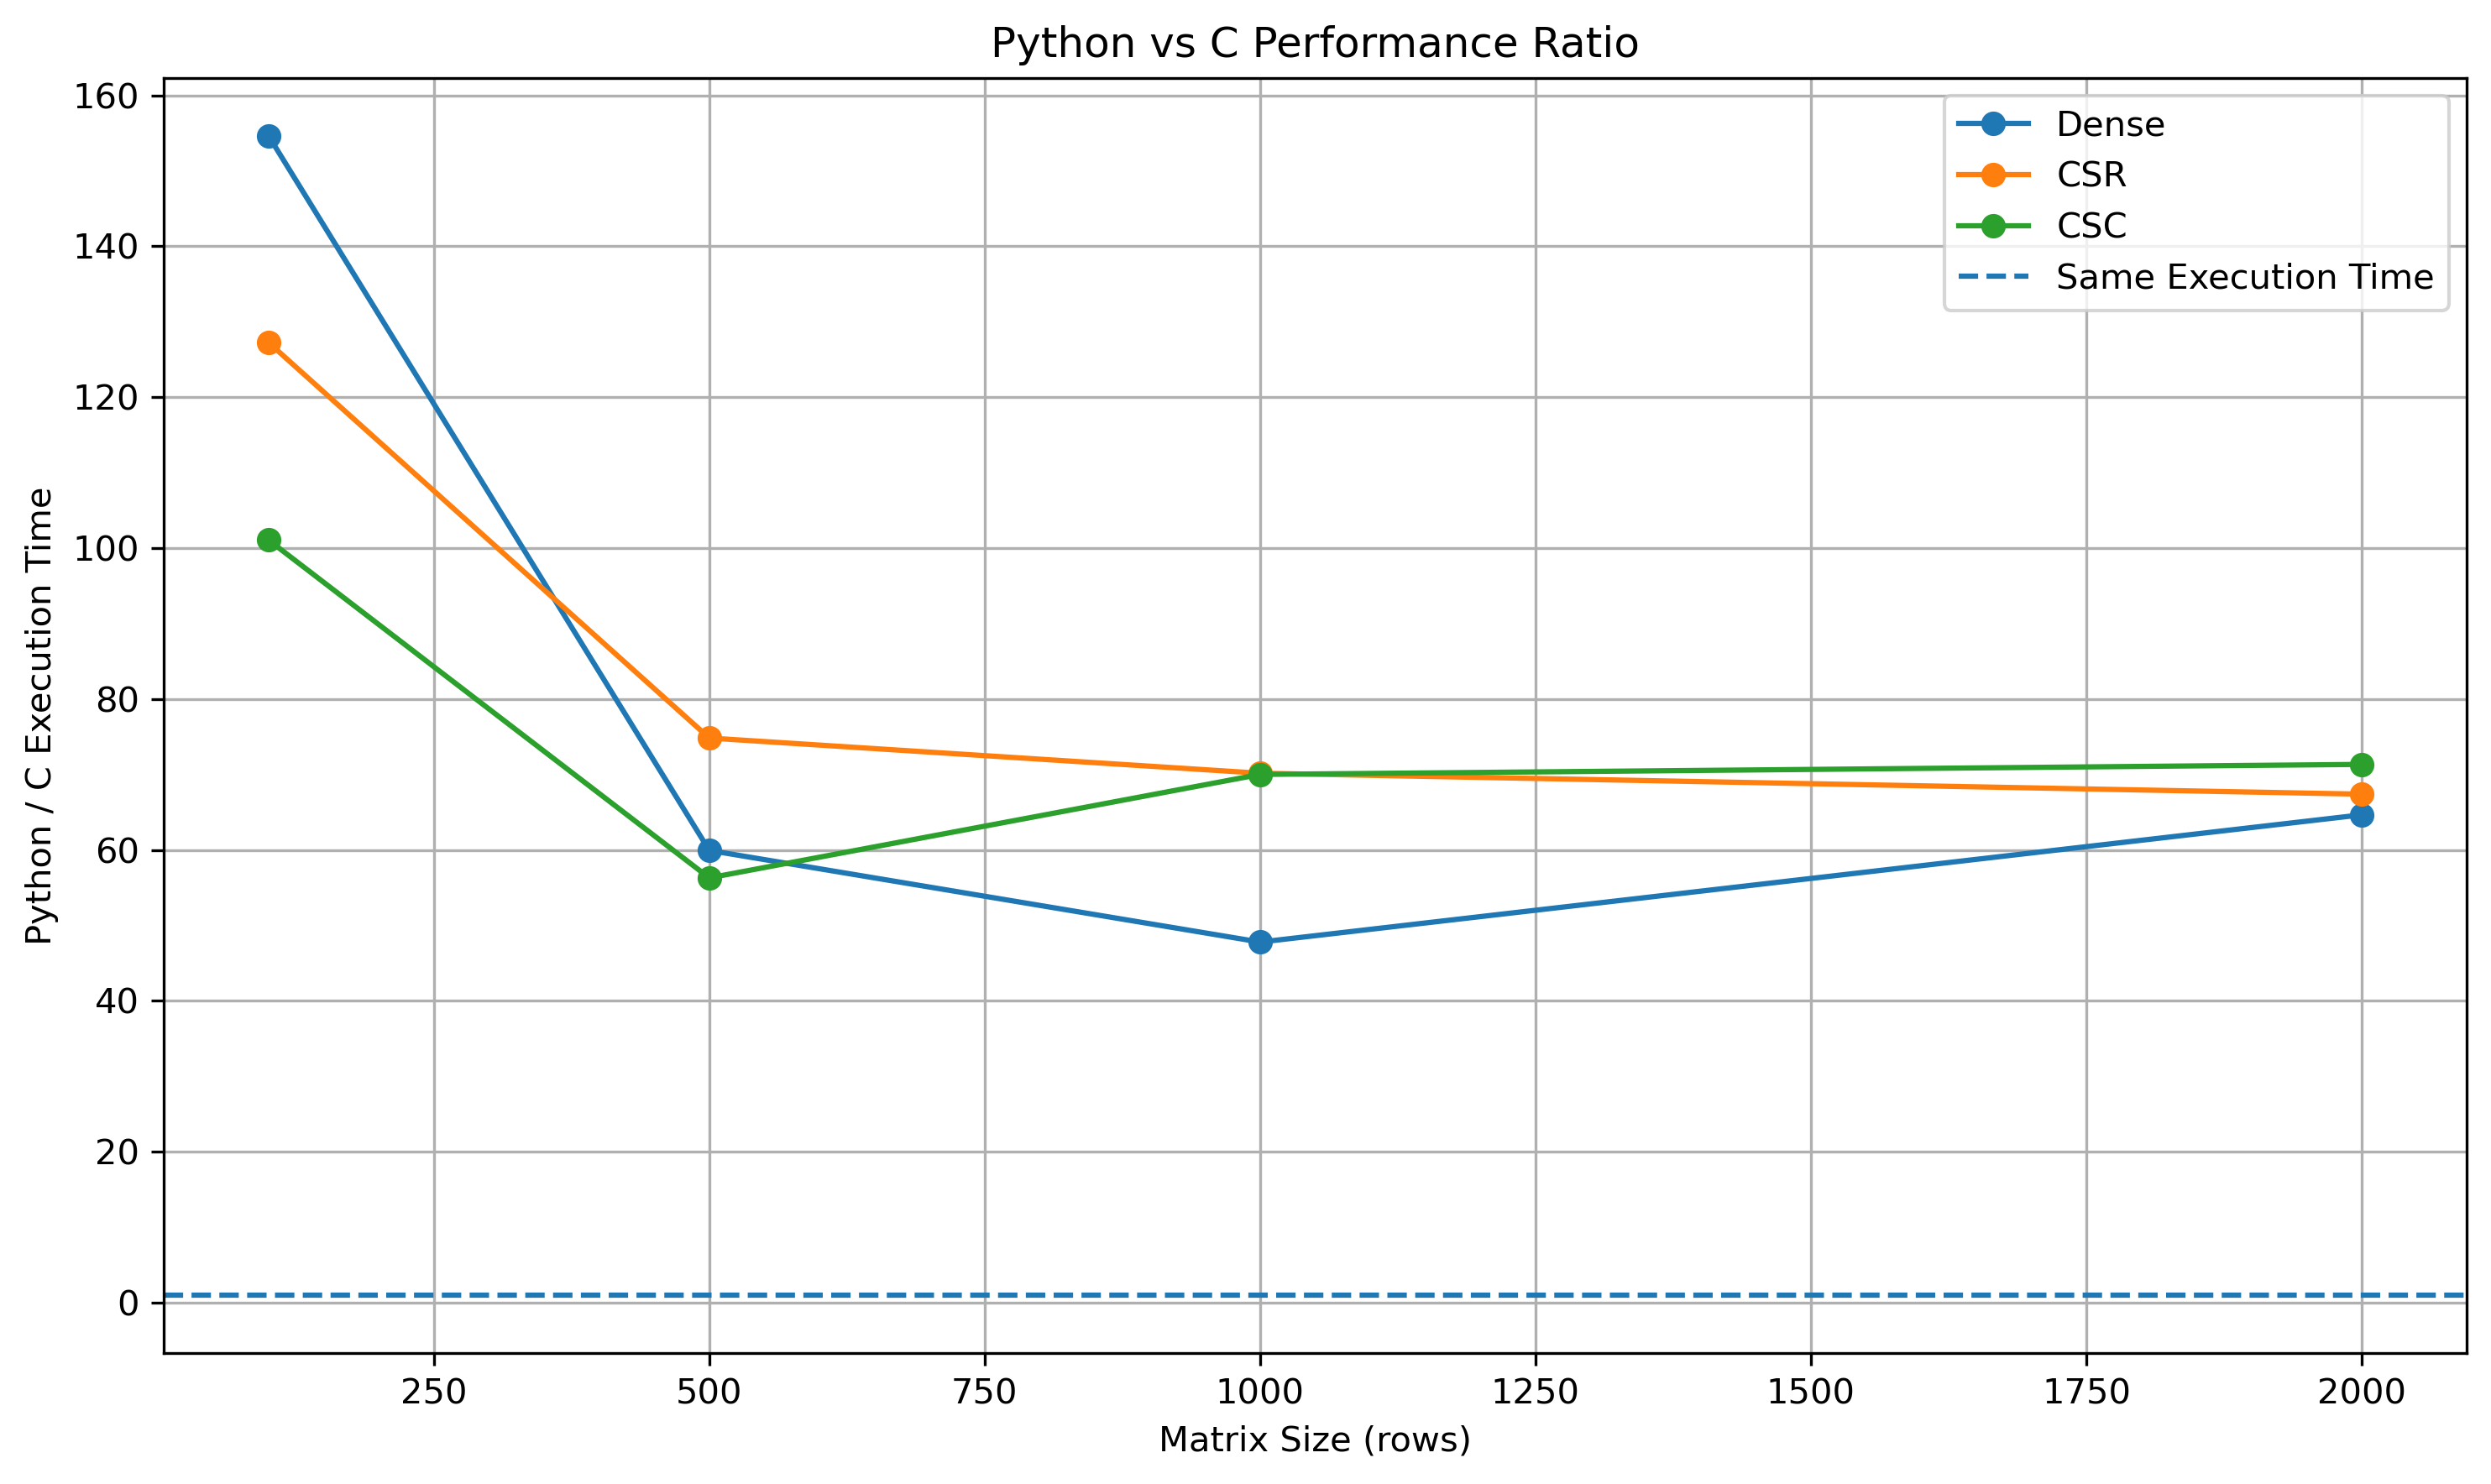 Python vs C Performance Ratio
160
140
120
100
80
60
40
20
0
Python / C Execution Time
Dense
CSR
CSC
Same Execution Time
250 500 750 1000 1250 1500 1750 2000
Matrix Size (rows)